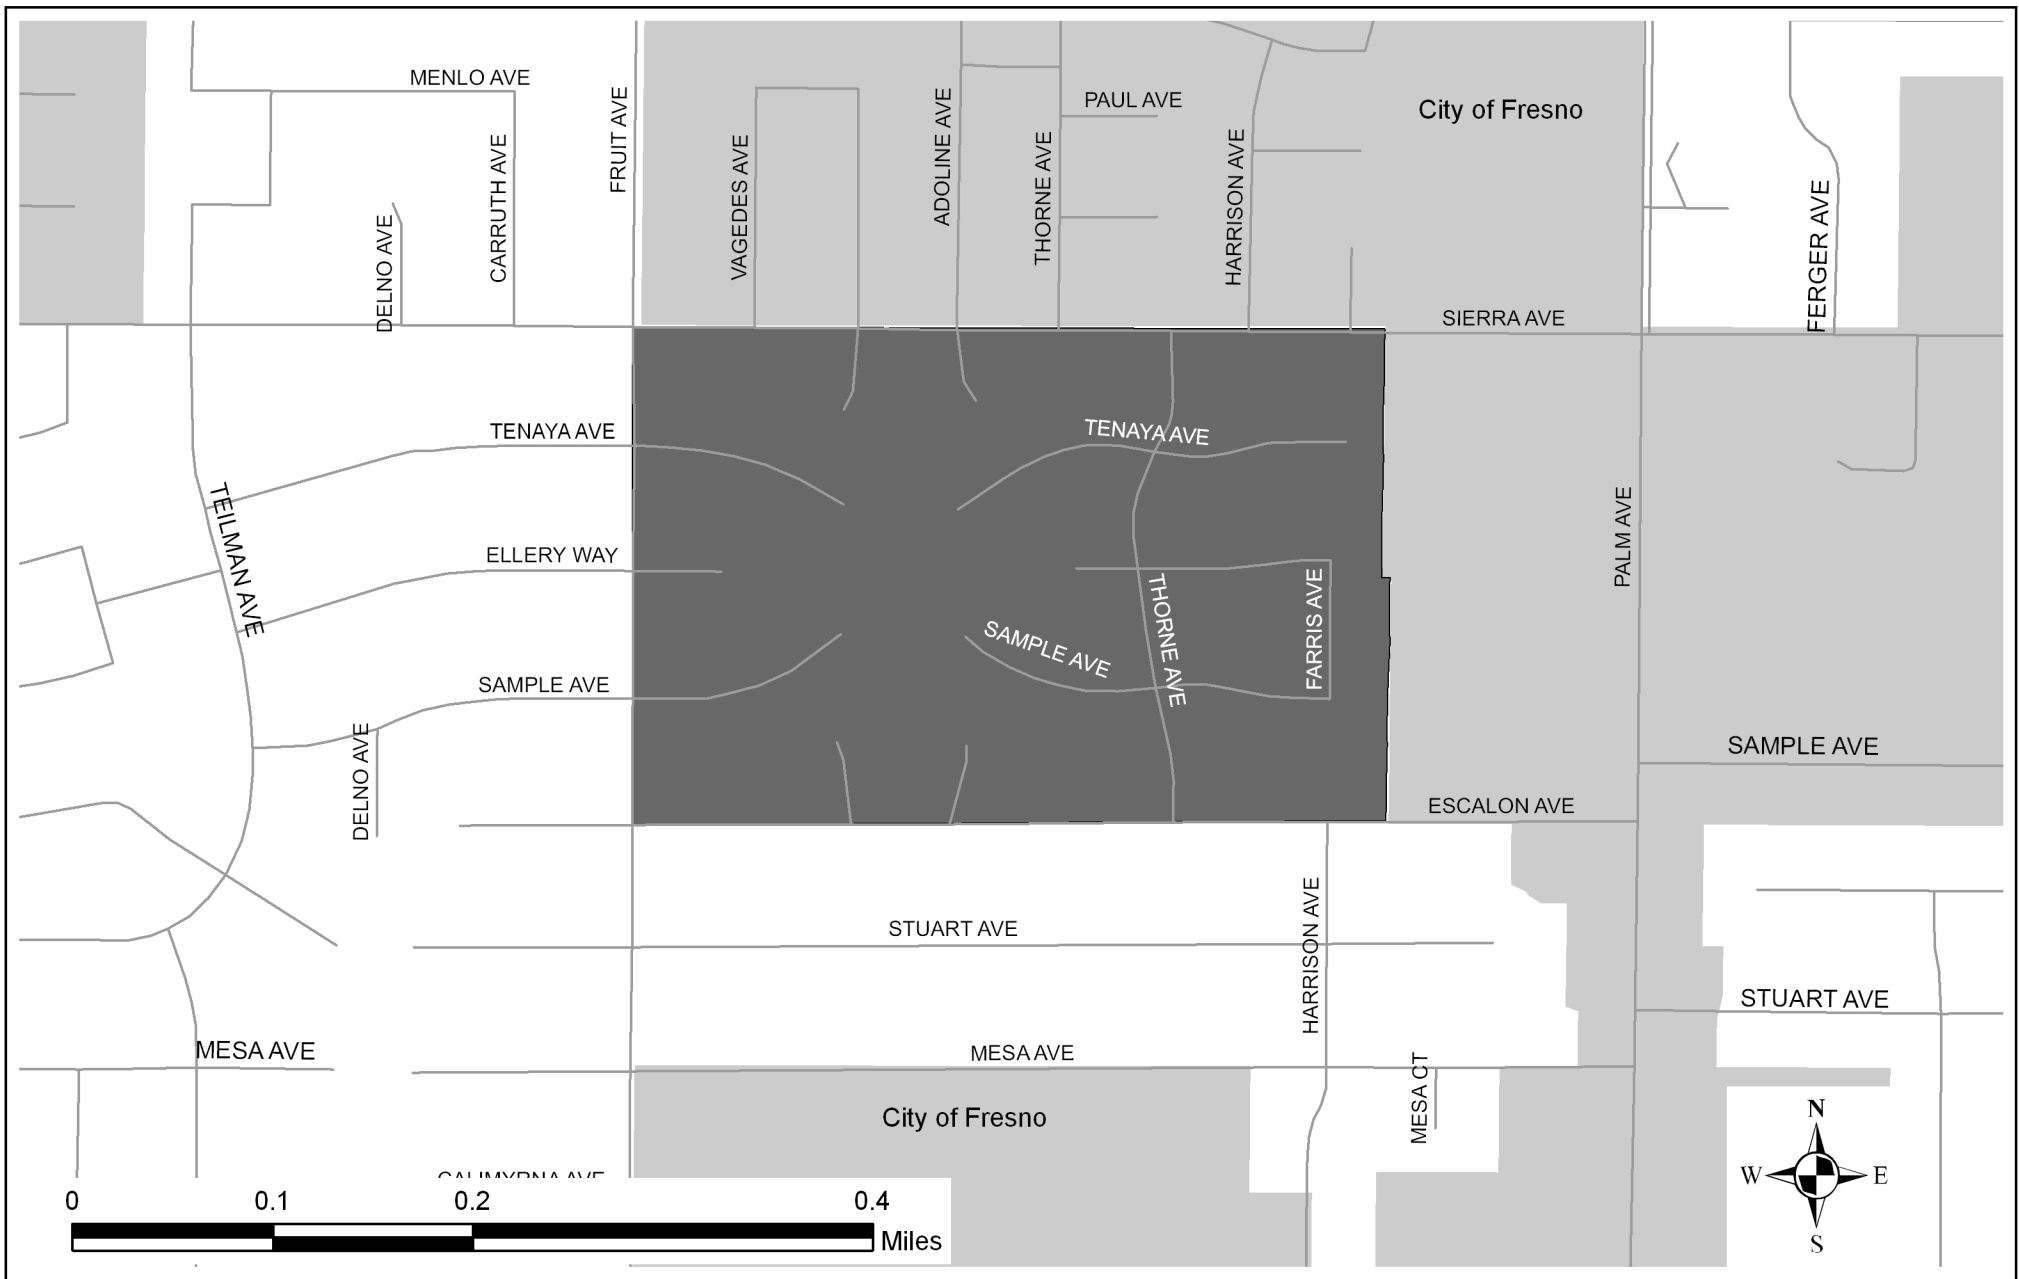 MENLO AVE
PAUL AVE
City of Fresno
FRUIT AVE
CARRUTH AVE
DELNO AVE
VAGEDES AVE
ADOLINE AVE
THORNE AVE
HARRISON AVE
FERGER AVE
SIERRA AVE
TENAYA AVE
TENAYA AVE
TEILMAN AVE
ELLERY WAY
THORNE AVE
FARRIS AVE
PALM AVE
SAMPLE AVE
SAMPLE AVE
DELNO AVE
SAMPLE AVE
ESCALON AVE
STUART AVE
HARRISON AVE
STUART AVE
MESA AVE
MESA AVE
MESA CT
City of Fresno
N
W
E
S
0 0.1 0.2 0.4
Miles